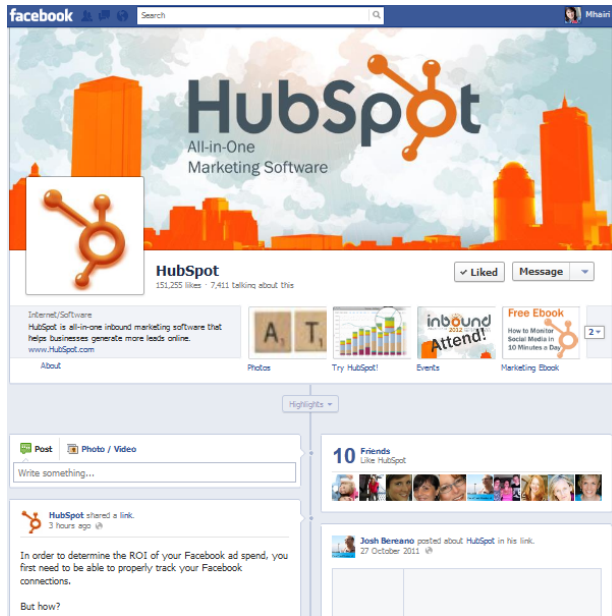 facebook
Search
Mhairi
HubSpot
All-in-One
Marketing Software
HubSpot
151,255 likes · 7,411 talking about this
Liked
Message
Internet/Software
HubSpot is all-in-one inbound marketing software that
helps businesses generate more leads online.
www.HubSpot.com
About
A1 T1
Photos
Try HubSpot!
inbound
2012
Attend!
Events
Free Ebook
How to Monitor
Social Media in
10 Minutes a Day
Marketing Ebook
2
Highlights
Post
Photo / Video
Write something...
HubSpot shared a link.
3 hours ago
In order to determine the ROI of your Facebook ad spend, you
first need to be able to properly track your Facebook
connections.
But how?
10 Friends
Like HubSpot
Josh Bereano posted about HubSpot in his link.
27 October 2011